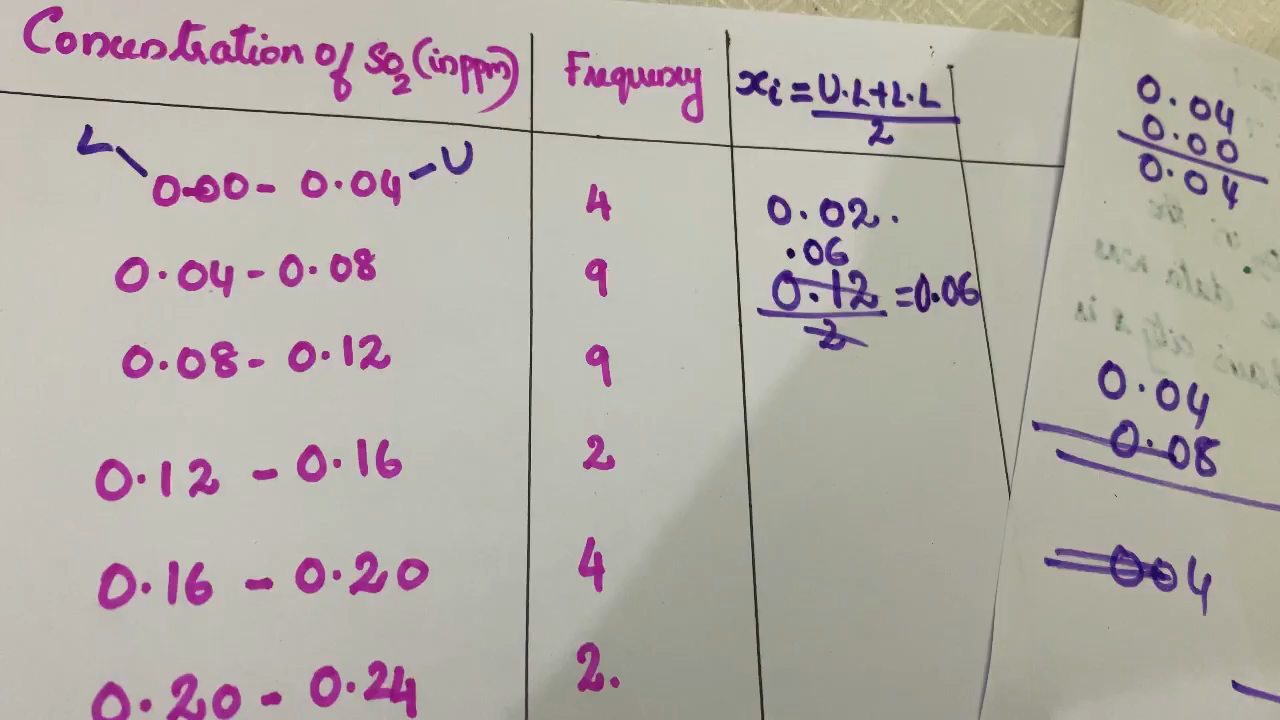 Concentration of SO2 (in ppm) Frequency xi = U.L+L.L
2
L 0.00 - 0.04 U 4 0.02.
.06
0.04 - 0.08 9 0.12 = 0.06
2
0.08 - 0.12 9
0.12 - 0.16 2
0.16 - 0.20 4
0.20 - 0.24 2.
0.04
0.00
0.04
0.04
0.08
004